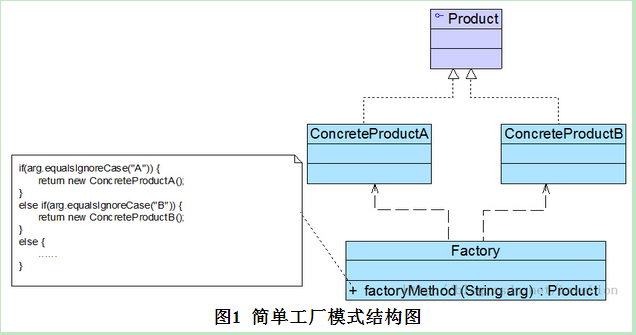 Product
ConcreteProductA
ConcreteProductB
if(arg.equalsIgnoreCase("A")) {
return new ConcreteProductA();
}
else if(arg.equalsIgnoreCase("B")) {
return new ConcreteProductB();
}
else {
......
}
Factory
+ factoryMethod (String arg) : Product
图1 简单工厂模式结构图